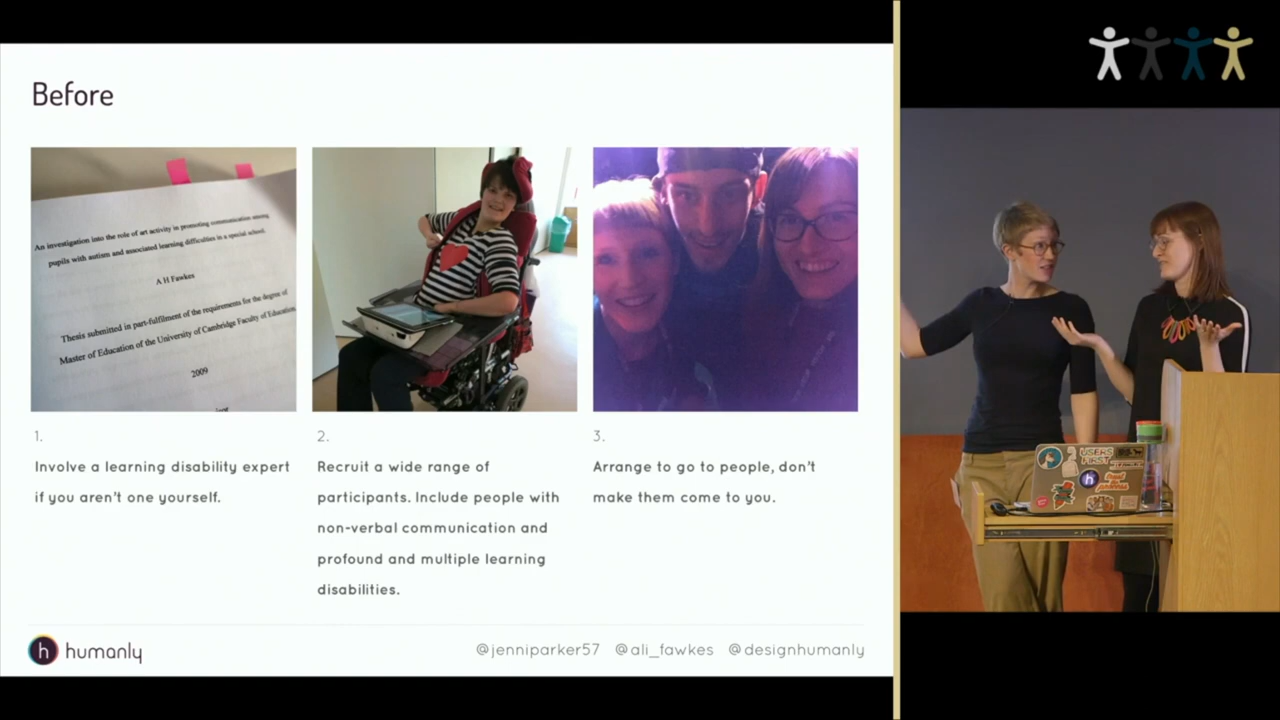 Before
An investigation into the role of art activity in promoting communication among
pupils with autism and associated learning difficulties in a special school.
A H Fawkes
Thesis submitted in part-fulfilment of the requirements for the degree of
Master of Education of the University of Cambridge Faculty of Education
2009
1.
Involve a learning disability expert
if you aren't one yourself.
2.
Recruit a wide range of
participants. Include people with
non-verbal communication and
profound and multiple learning
disabilities.
3.
Arrange to go to people, don't
make them come to you.
h humanly
@jenniparker57 @ali_fawkes @designhumanly
USERS
FIRST
h